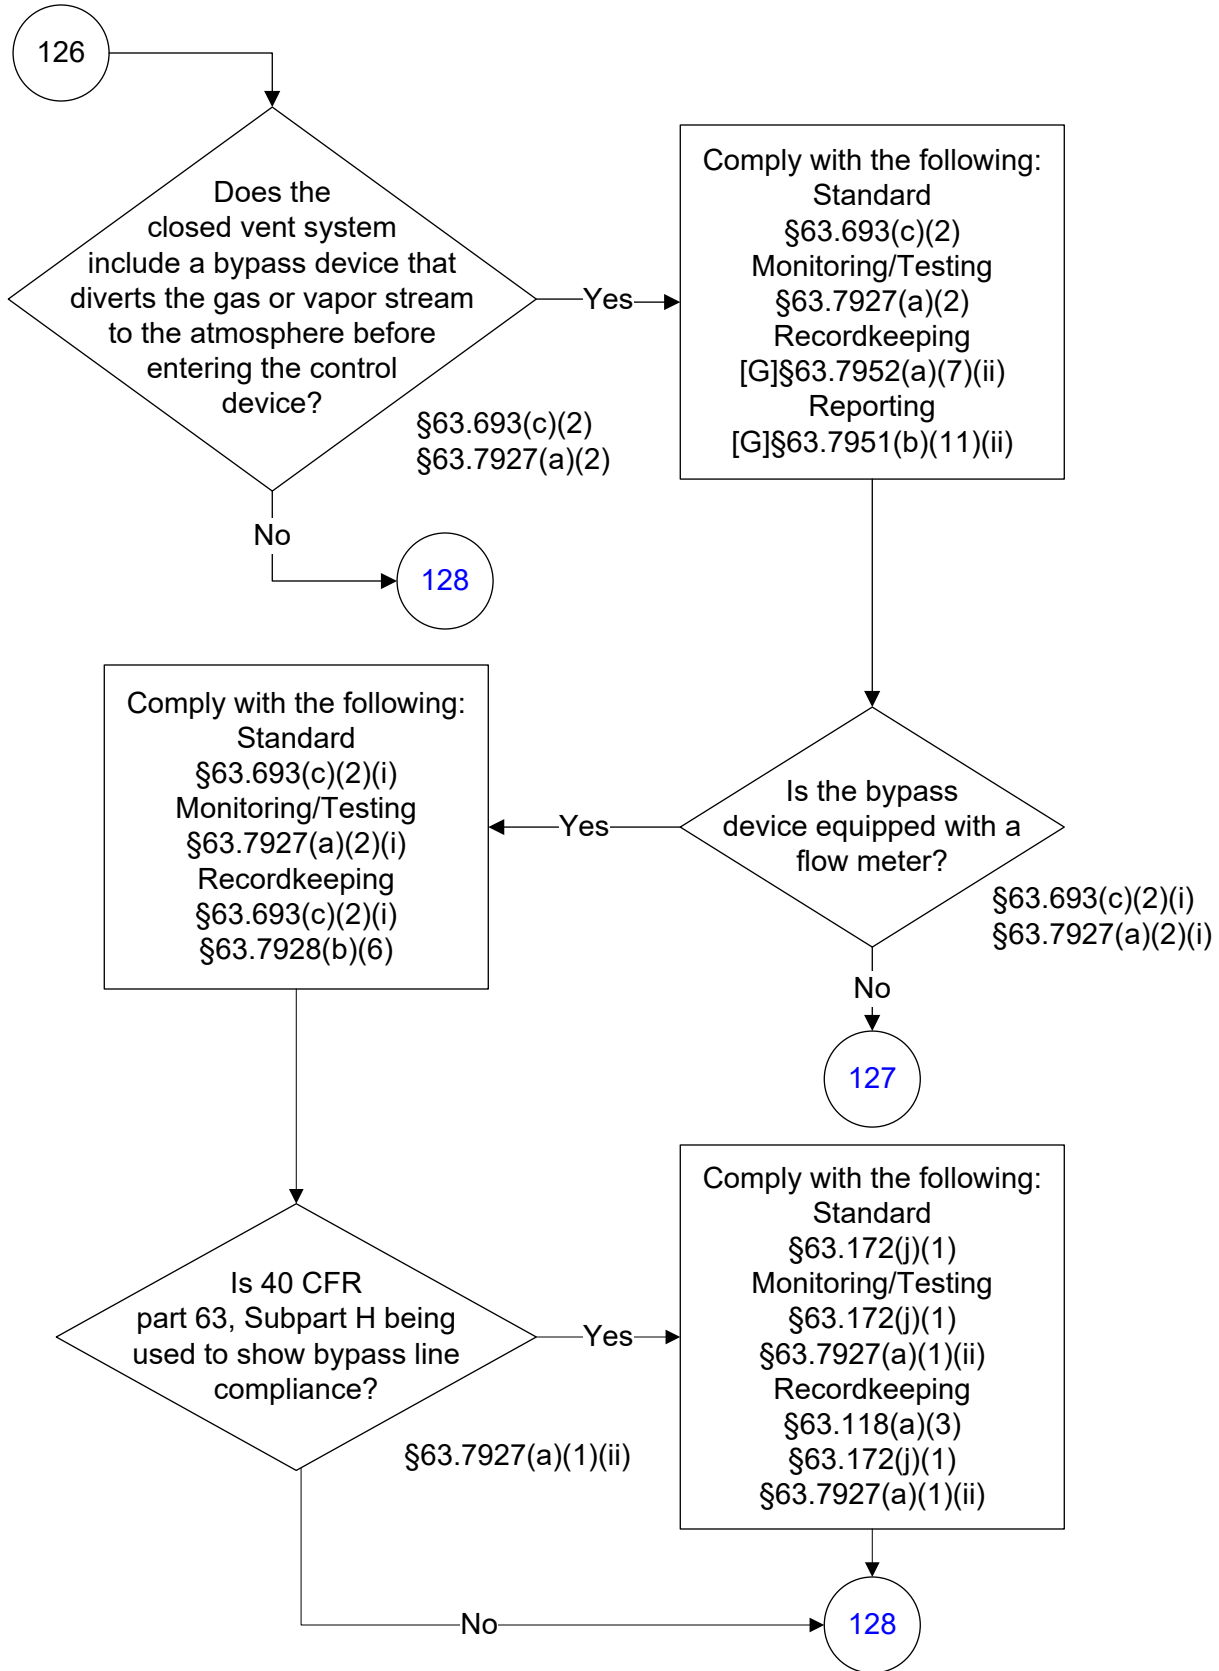 126
Does the
closed vent system
include a bypass device that
diverts the gas or vapor stream
to the atmosphere before
entering the control
device?
§63.693(c)(2)
§63.7927(a)(2)
Yes
Comply with the following:
Standard
§63.693(c)(2)
Monitoring/Testing
§63.7927(a)(2)
Recordkeeping
[G]§63.7952(a)(7)(ii)
Reporting
[G]§63.7951(b)(11)(ii)
No
128
Is the bypass
device equipped with a
flow meter?
§63.693(c)(2)(i)
§63.7927(a)(2)(i)
Yes
Comply with the following:
Standard
§63.693(c)(2)(i)
Monitoring/Testing
§63.7927(a)(2)(i)
Recordkeeping
§63.693(c)(2)(i)
§63.7928(b)(6)
No
127
Is 40 CFR
part 63, Subpart H being
used to show bypass line
compliance?
§63.7927(a)(1)(ii)
Yes
Comply with the following:
Standard
§63.172(j)(1)
Monitoring/Testing
§63.172(j)(1)
§63.7927(a)(1)(ii)
Recordkeeping
§63.118(a)(3)
§63.172(j)(1)
§63.7927(a)(1)(ii)
No
128